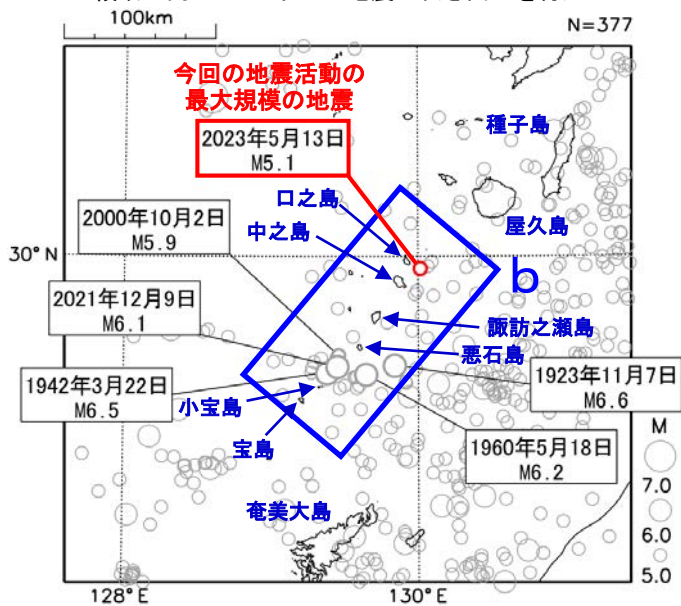 100km
N=377
今回の地震活動の
最大規模の地震
2023年5月13日
M5.1
種子島
口之島
屋久島
2000年10月2日
M5.9
中之島
30°N
b
2021年12月9日
M6.1
諏訪之瀬島
悪石島
1942年3月22日
M6.5
小宝島
1923年11月7日
M6.6
宝島
1960年5月18日
M6.2
M
7.0
奄美大島
6.0
5.0
128°E
130°E